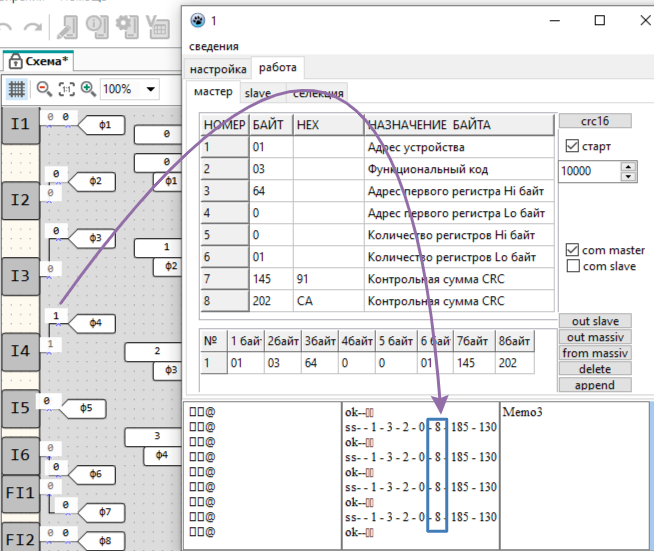 1
сведения
Схема*
настройка работа
мастер slave селекция
100%
НОМЕР БАЙТ HEX НАЗНАЧЕНИЕ БАЙТА
1 01 Адрес устройства
2 03 Функциональный код
3 64 Адрес первого регистра Hi байт
4 0 Адрес первого регистра Lo байт
5 0 Количество регистров Hi байт
6 01 Количество регистров Lo байт
7 145 91 Контрольная сумма CRC
8 202 CA Контрольная сумма CRC
crc16
старт
10000
com master
com slave
out slave
out massiv
from massiv
delete
append
№ 1 байт 2байт 3байт 4байт 5 байт 6 байт 7байт 8байт
1 01 03 64 0 0 01 145 202
@ ok--
@ ss- - 1 - 3 - 2 - 0 - 8 - 185 - 130
@ ok--
@ ss- - 1 - 3 - 2 - 0 - 8 - 185 - 130
@ ok--
@ ss- - 1 - 3 - 2 - 0 - 8 - 185 - 130
@ ok--
@ ss- - 1 - 3 - 2 - 0 - 8 - 185 - 130
@ ok--
Memo3
I1 0 0 ф1
0
0
0 ф2 ф1
I2 0
0 ф3
1
I3 0 ф2
1 ф4
I4 1
2
ф3
I5 0 ф5
3
I6 0 ф4
0 ф6
FI1 0
0 ф7
FI2 0 0 ф8